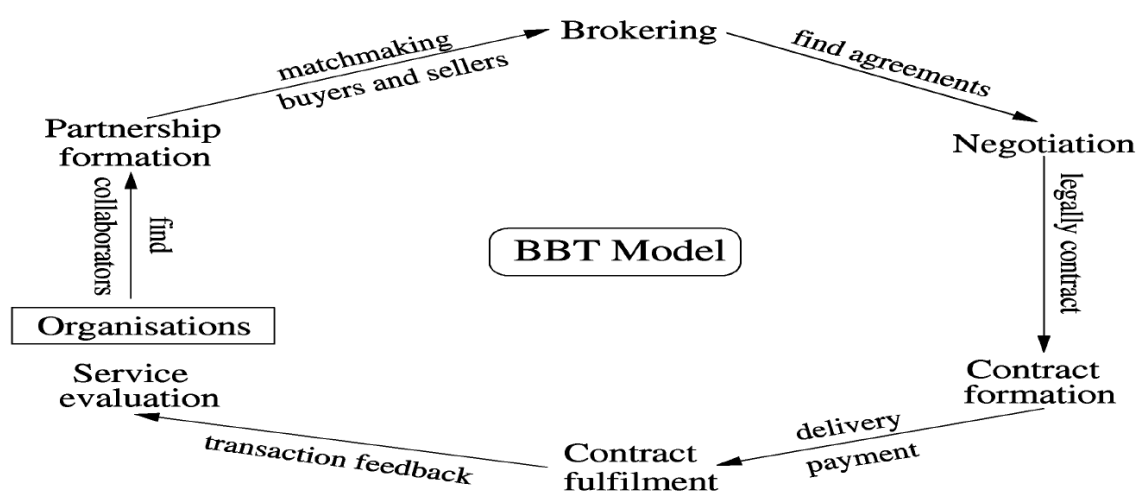 Brokering
matchmaking
buyers and sellers
find agreements
Partnership
formation
Negotiation
find
collaborators
legally contract
BBT Model
Organisations
Service
evaluation
Contract
formation
delivery
payment
transaction feedback
Contract
fulfilment